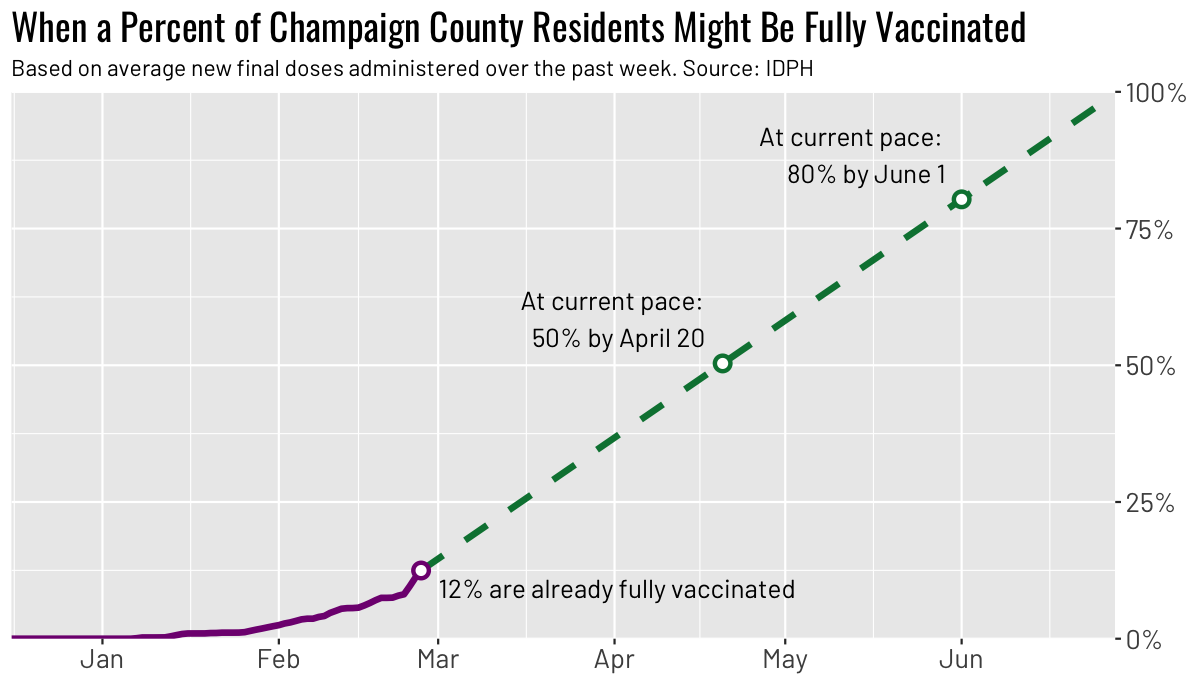 When a Percent of Champaign County Residents Might Be Fully Vaccinated
Based on average new final doses administered over the past week. Source: IDPH
100%
At current pace:
80% by June 1
75%
At current pace:
50% by April 20
50%
25%
12% are already fully vaccinated
0%
Jan Feb Mar Apr May Jun